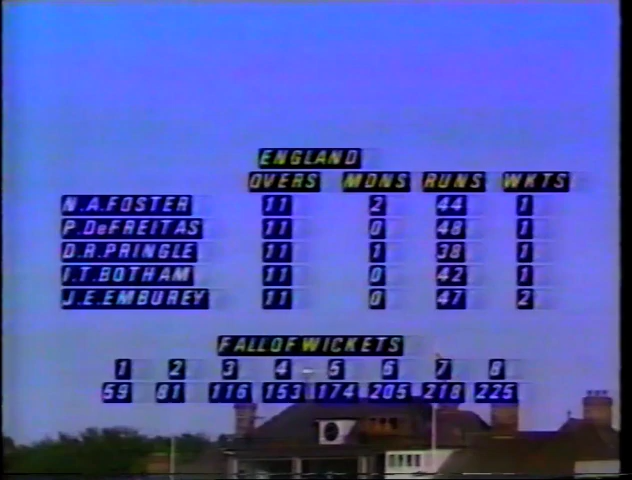 ENGLAND
OVERS MDNS RUNS WKTS
N.A.FOSTER 11 2 44 1
P.DeFREITAS 11 0 48 1
D.R.PRINGLE 11 1 38 1
I.T.BOTHAM 11 0 42 1
J.E.EMBUREY 11 0 47 2
FALL OF WICKETS
1 2 3 4 5 6 7 8
59 81 116 153 174 205 218 225